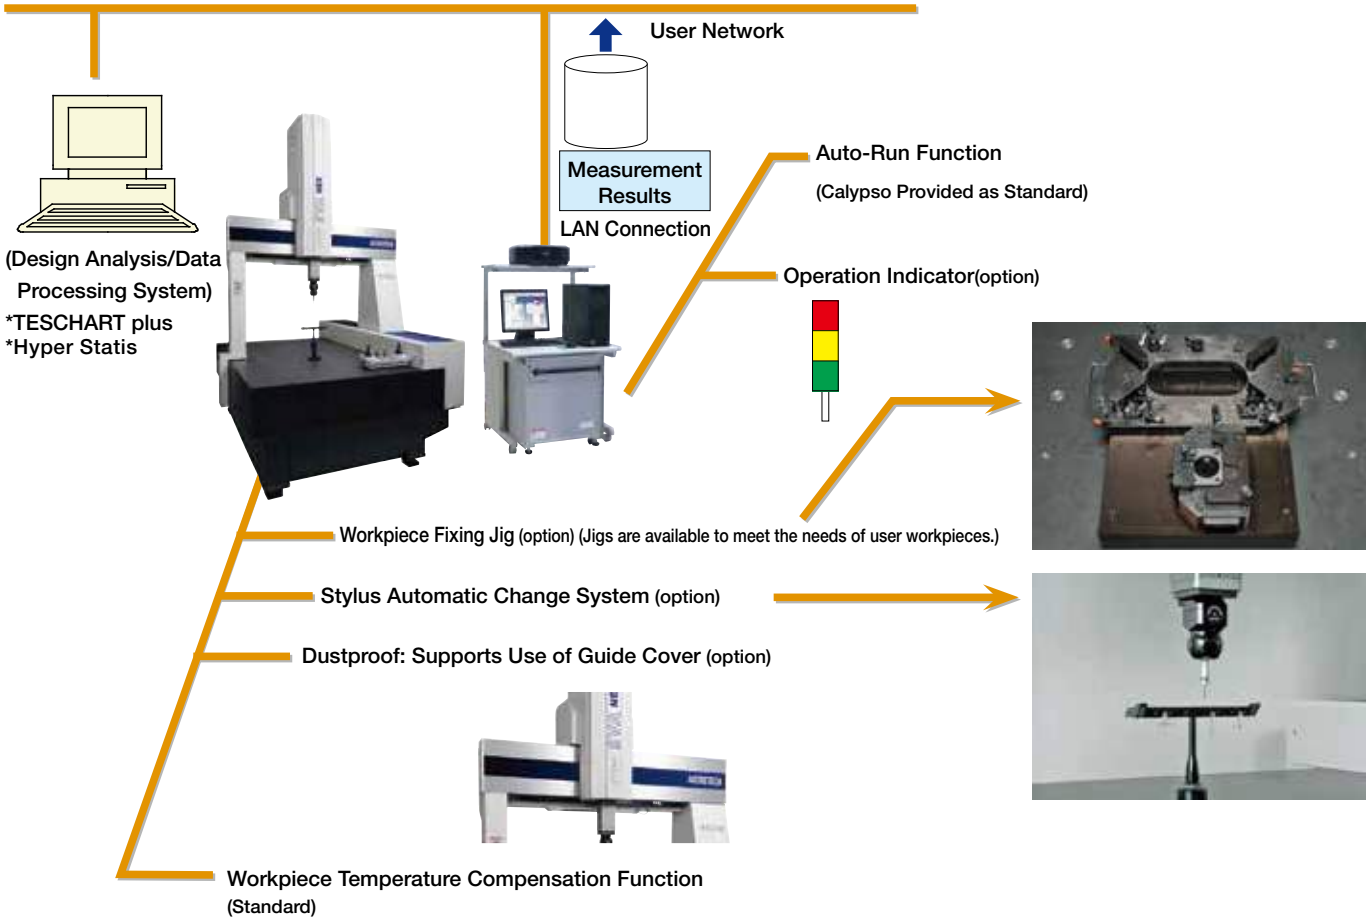 User Network
Measurement
Results
LAN Connection
Auto-Run Function
(Calypso Provided as Standard)
(Design Analysis/Data
Processing System)
*TESCHART plus
*Hyper Statis
Operation Indicator(option)
Workpiece Fixing Jig (option) (Jigs are available to meet the needs of user workpieces.)
Stylus Automatic Change System (option)
Dustproof: Supports Use of Guide Cover (option)
Workpiece Temperature Compensation Function
(Standard)